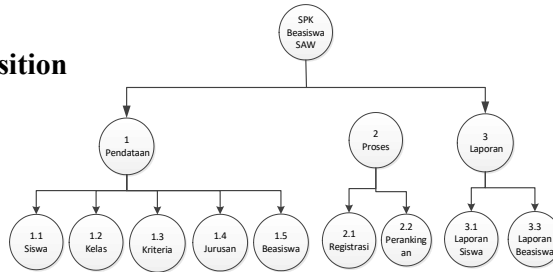 SPK
Beasiswa
SAW
sition
1
Pendataan
2
Proses
3
Laporan
1.1
Siswa
1.2
Kelas
1.3
Kriteria
1.4
Jurusan
1.5
Beasiswa
2.1
Registrasi
2.2
Peranking
an
3.1
Laporan
Siswa
3.3
Laporan
Beasiswa